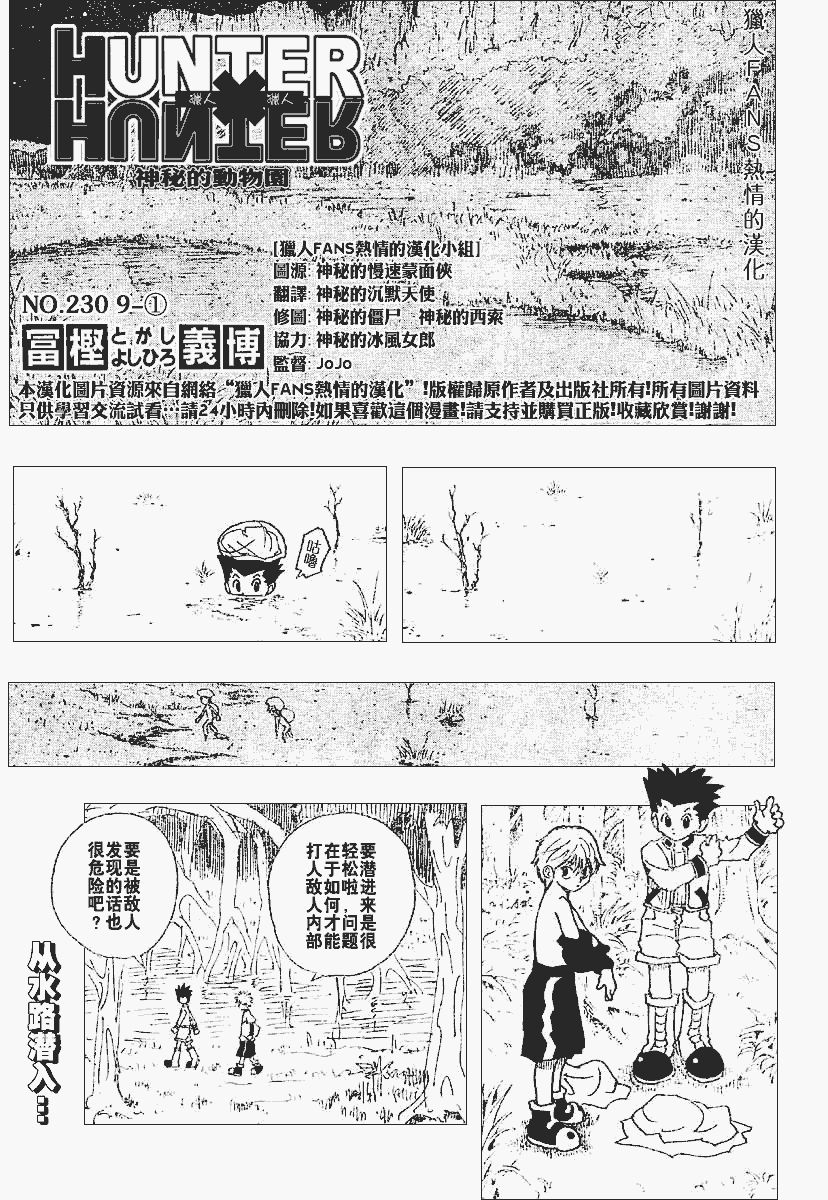 獵人FANS熱情的漢化
HUNTER
獵人 獵人
HUNTER
神秘的動物園
[獵人FANS熱情的漢化小組]
圖源: 神秘的慢速蒙面俠
翻譯: 神秘的沉默天使
修圖: 神秘的僵尸 神秘的西索
協力: 神秘的冰風女郎
監督: JoJo
NO.230 9-①
冨樫 とがし よしひろ 義博
本漢化圖片資源來自網絡“獵人FANS熱情的漢化”!版權歸原作者及出版社所有!所有圖片資料
只供學習交流試看…請24小時內刪除!如果喜歡這個漫畫!請支持並購買正版!收藏欣賞!謝謝!
咕嚕
要潜进来是很
轻松啦,问题
在于如何才能
打人敌人内部
要是被敌人
发现的话也
很危险吧?
从水路潜入…